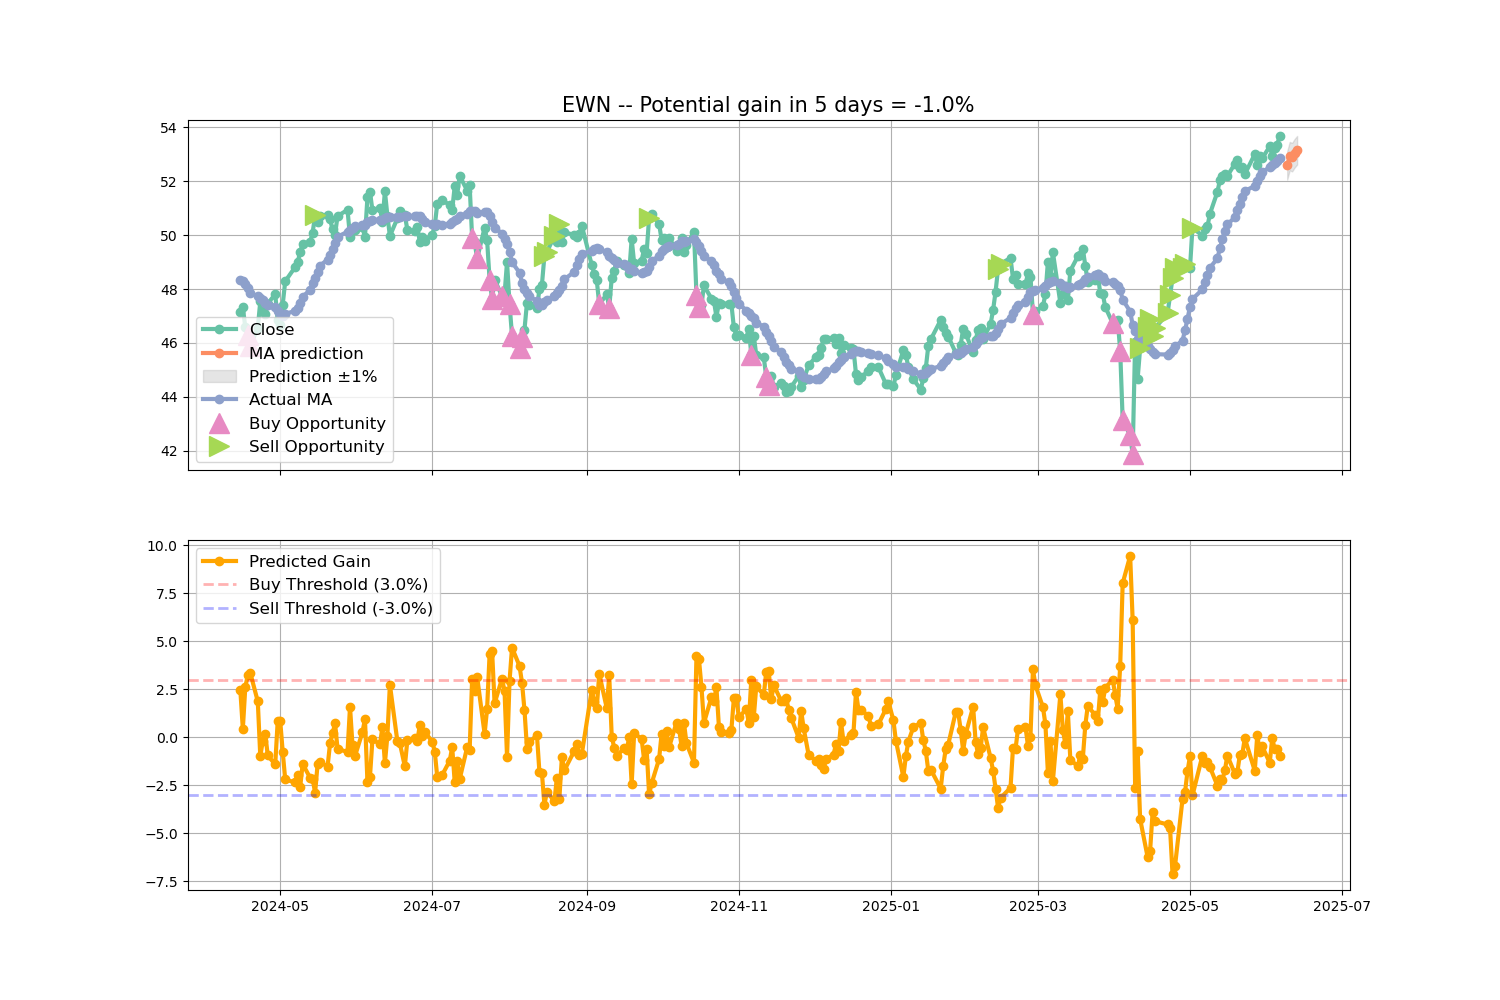 EWN -- Potential gain in 5 days = -1.0%
54
52
50
48
46
44
42
Close
MA prediction
Prediction ±1%
Actual MA
Buy Opportunity
Sell Opportunity
10.0
7.5
5.0
2.5
0.0
−2.5
−5.0
−7.5
Predicted Gain
Buy Threshold (3.0%)
Sell Threshold (-3.0%)
2024-05 2024-07 2024-09 2024-11 2025-01 2025-03 2025-05 2025-07